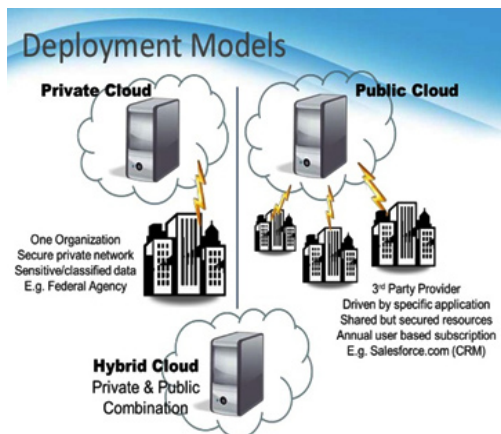 Deployment Models
Private Cloud
Public Cloud
One Organization
Secure private network
Sensitive/classified data
E.g. Federal Agency
3rd Party Provider
Driven by specific application
Shared but secured resources
Annual user based subscription
E.g. Salesforce.com (CRM)
Hybrid Cloud
Private & Public
Combination